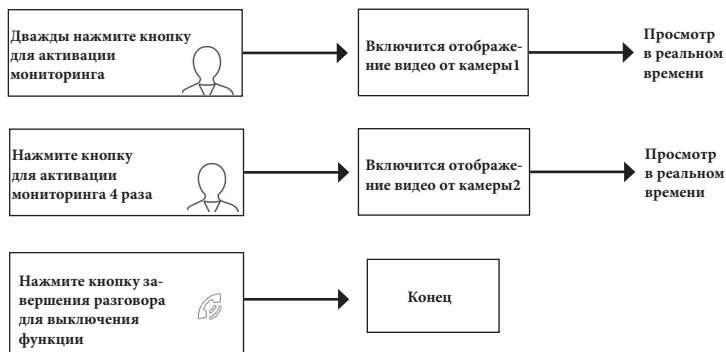 Дважды нажмите кнопку
для активации
мониторинга
Включится отображе-
ние видео от камеры1
Просмотр
в реальном
времени
Нажмите кнопку
для активации
мониторинга 4 раза
Включится отображе-
ние видео от камеры2
Просмотр
в реальном
времени
Нажмите кнопку за-
вершения разговора
для выключения
функции
Конец